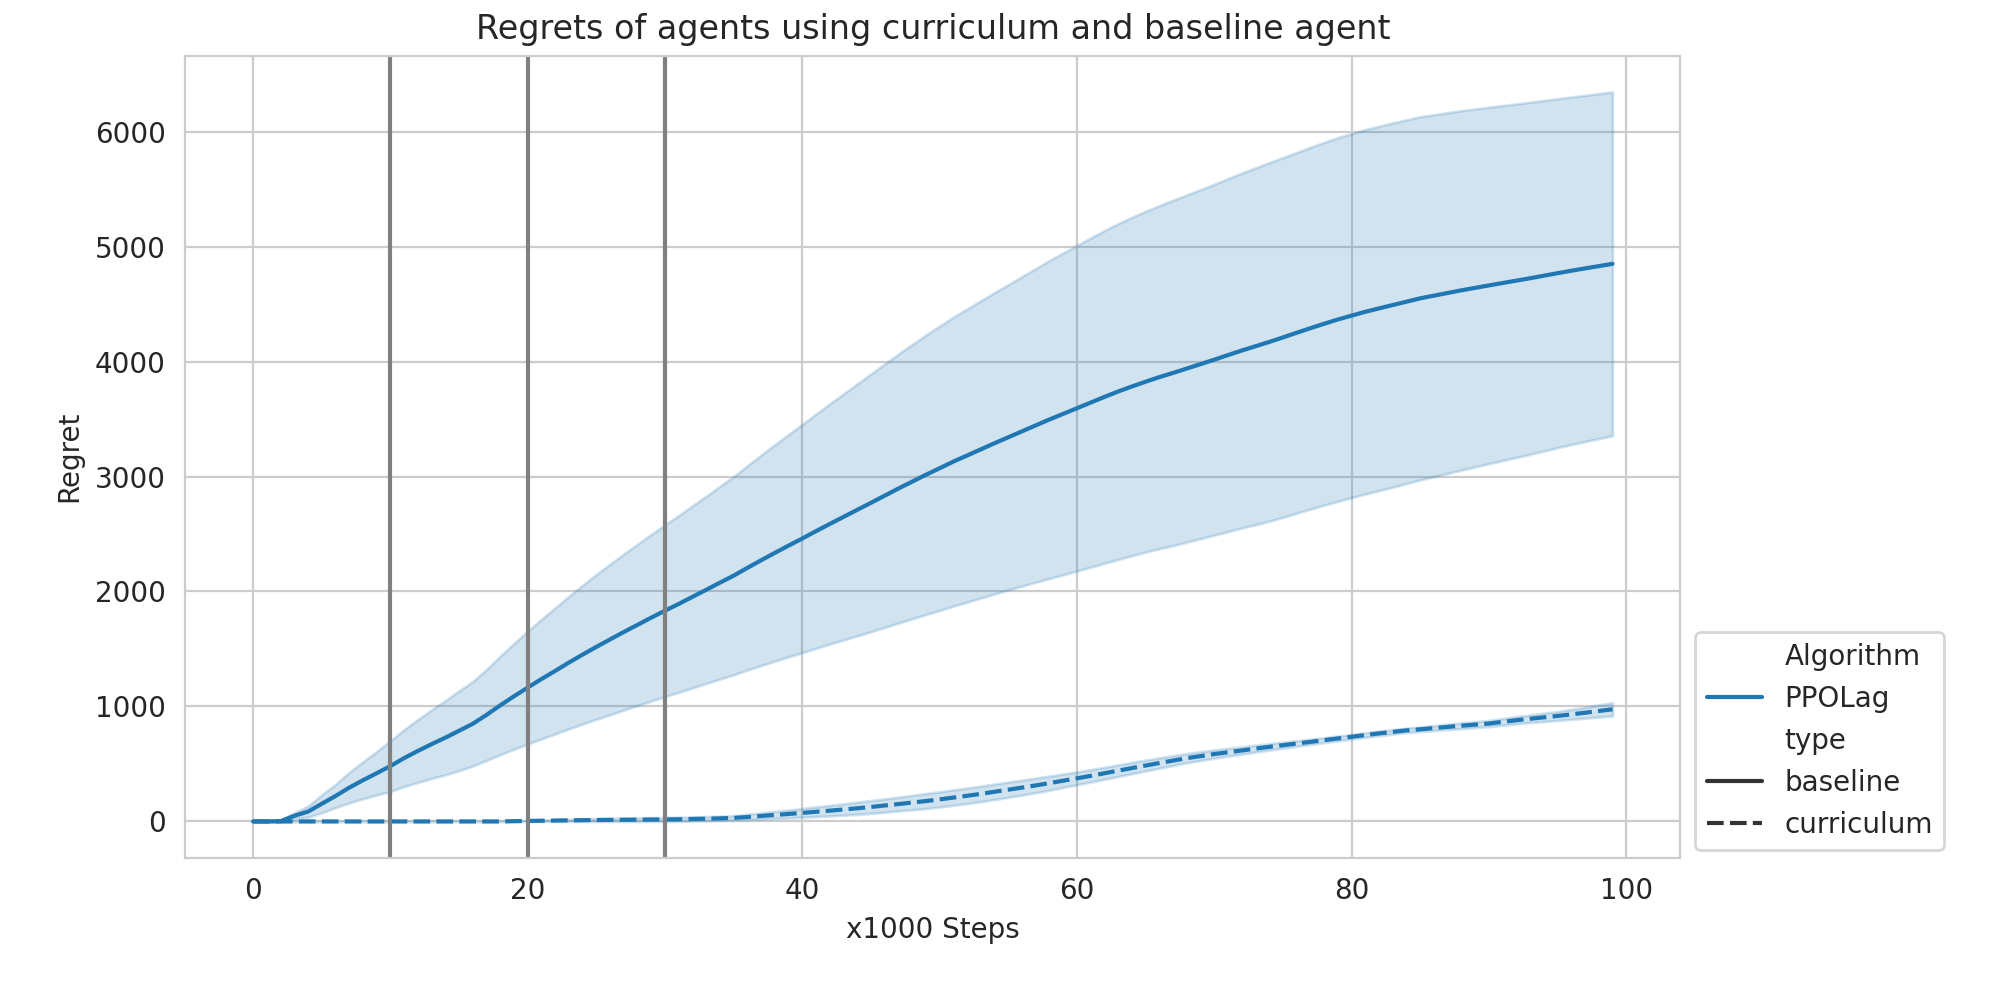 Regrets of agents using curriculum and baseline agent
Regret
6000
5000
4000
3000
2000
1000
0
0 20 40 60 80 100
x1000 Steps
Algorithm
PPOLag
type
baseline
curriculum